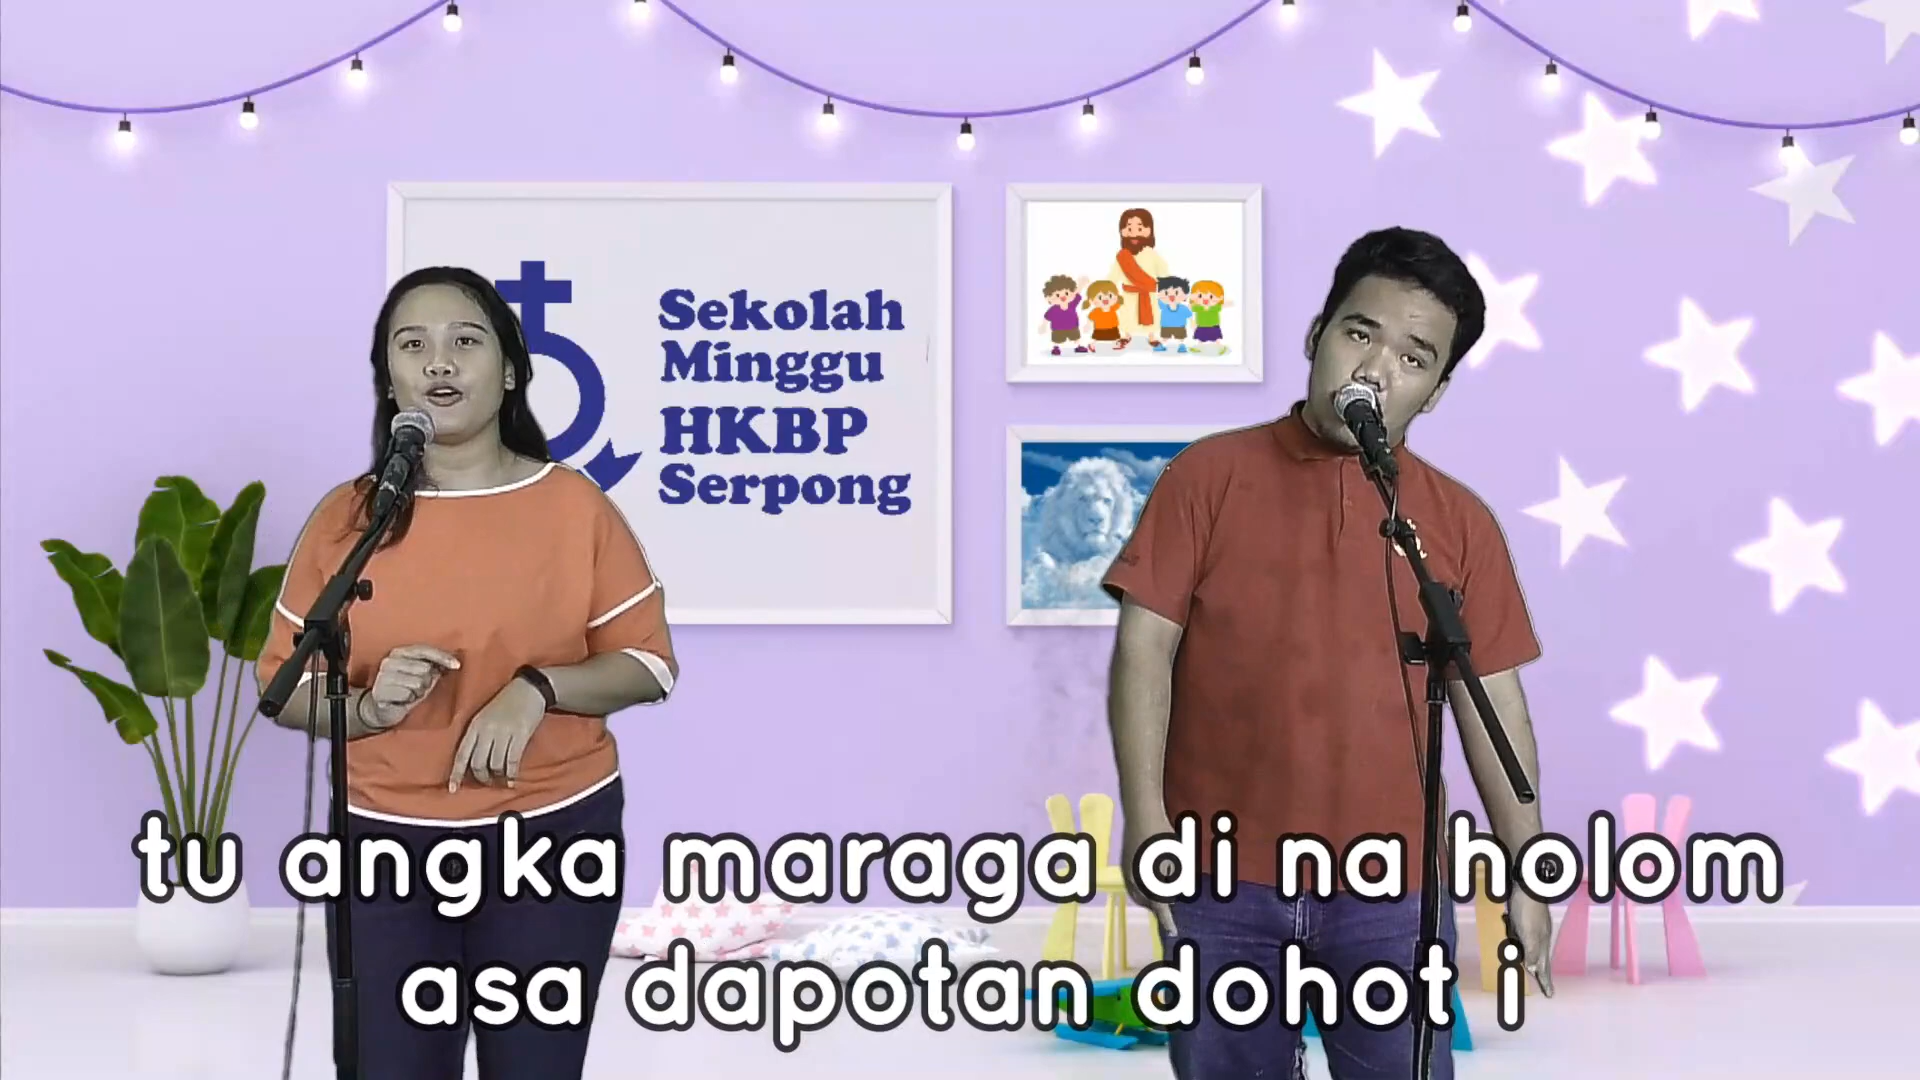 Sekolah
Minggu
HKBP
Serpong
tu angka maraga di na holom
asa dapotan dohot i